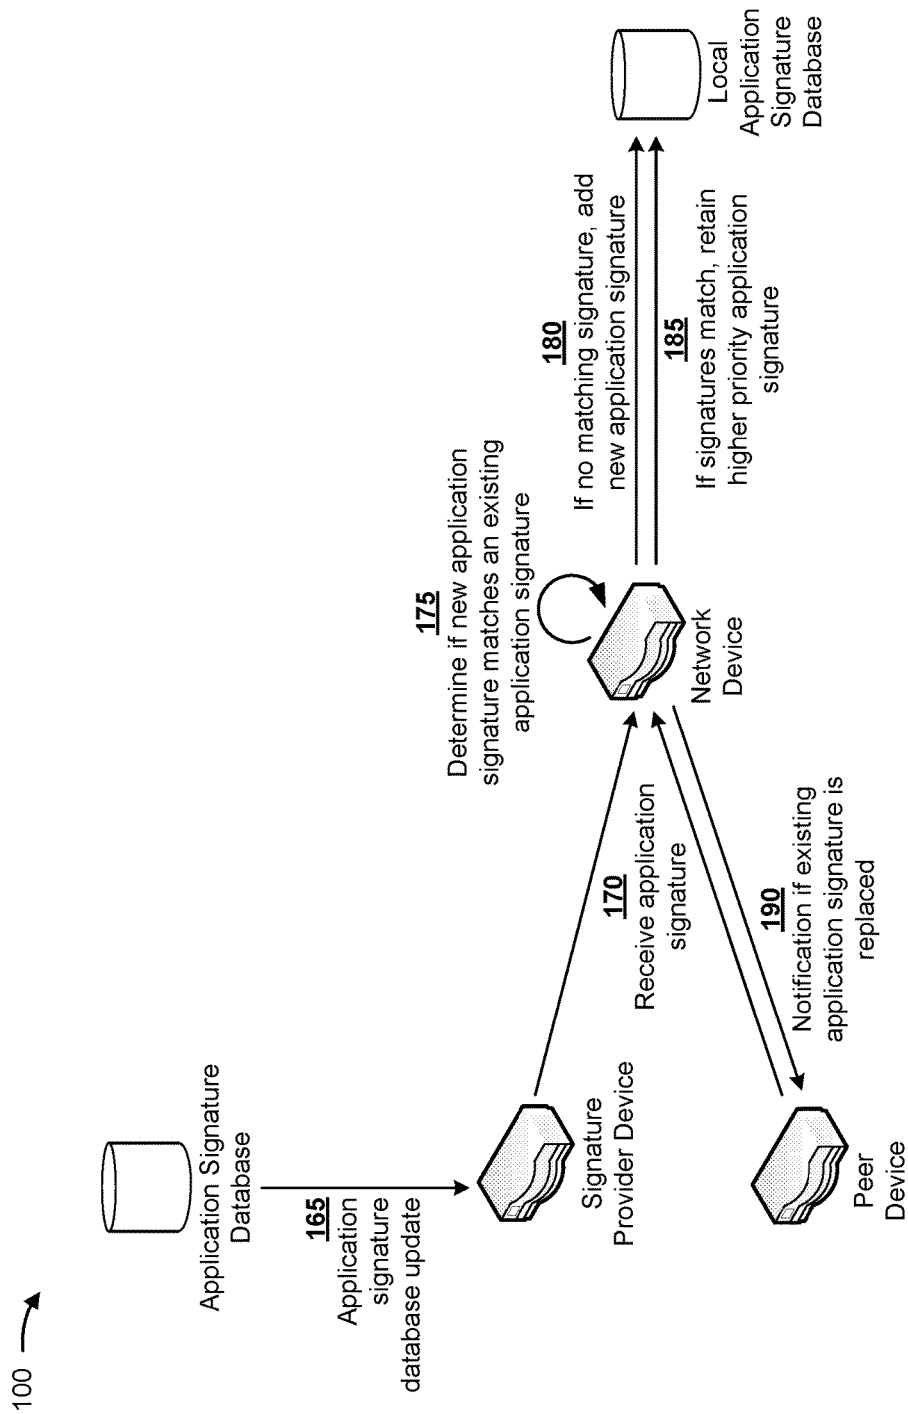 100
Application Signature
Database
165
Application
signature
database update
Signature
Provider Device
170
Receive application
signature
Peer
Device
190
Notification if existing
application signature is
replaced
175
Determine if new application
signature matches an existing
application signature
Network
Device
180
If no matching signature, add
new application signature
185
If signatures match, retain
higher priority application
signature
Local
Application
Signature
Database